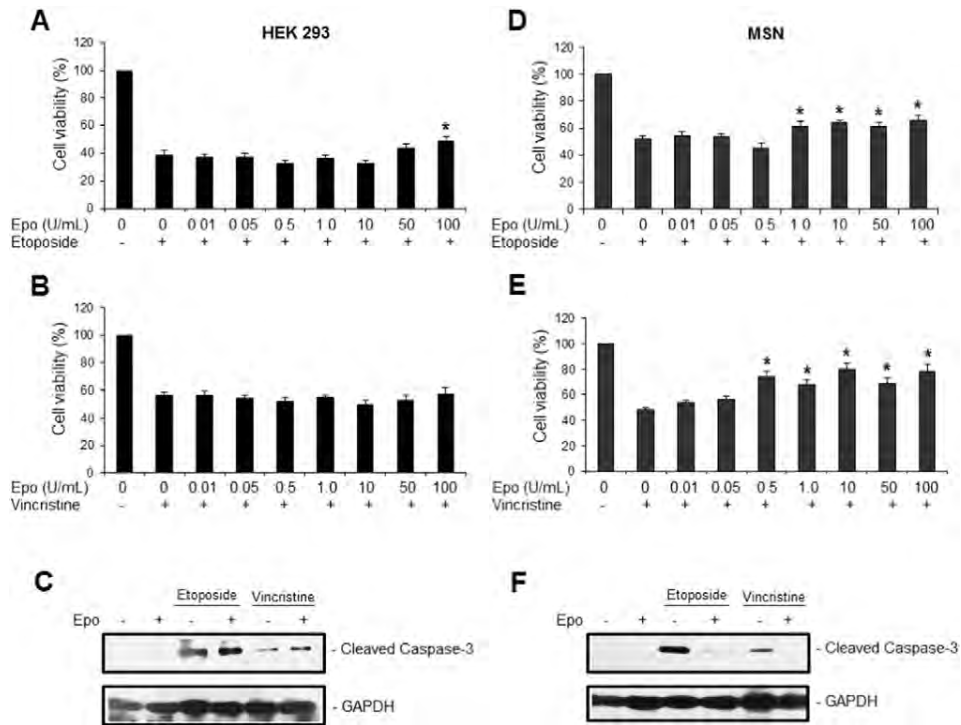 A
HEK 293
Cell viability (%)
120
100
80
60
40
20
0
*
Epo (U/mL) 0 0 0 01 0 05 0 5 1 0 10 50 100
Etoposide - + + + + + + + +
B
Cell viability (%)
120
100
80
60
40
20
0
Epo (U/mL) 0 0 0.01 0.05 0.5 1.0 10 50 100
Vincristine - + + + + + + + +
C
Etoposide Vincristine
Epo - + - + - +
- Cleaved Caspase-3
- GAPDH
D
MSN
Cell viability (%)
120
100
80
60
40
20
0
* * * *
Epo (U/mL) 0 0 0 01 0 05 0 5 1 0 10 50 100
Etoposide - + + + + + + + +
E
Cell viability (%)
120
100
80
60
40
20
0
* * * * *
Epo (U/mL) 0 0 0.01 0.05 0.5 1.0 10 50 100
Vincristine - + + + + + + + +
F
Etoposide Vincristine
Epo - + - + - +
- Cleaved Caspase-3
- GAPDH